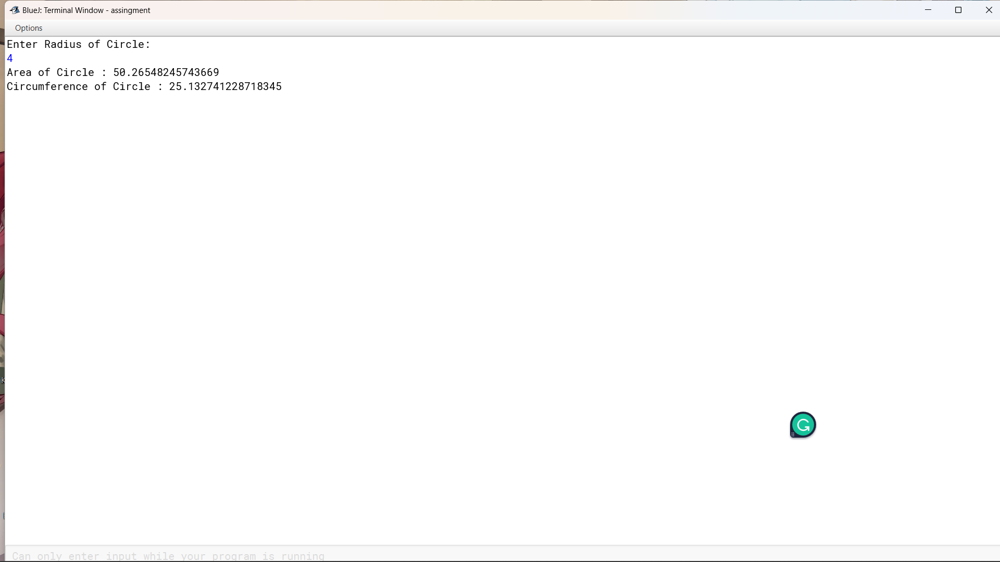 BlueJ: Terminal Window - assingment
Options
Enter Radius of Circle:
4
Area of Circle : 50.26548245743669
Circumference of Circle : 25.132741228718345
K
Can only enter input while your program is running